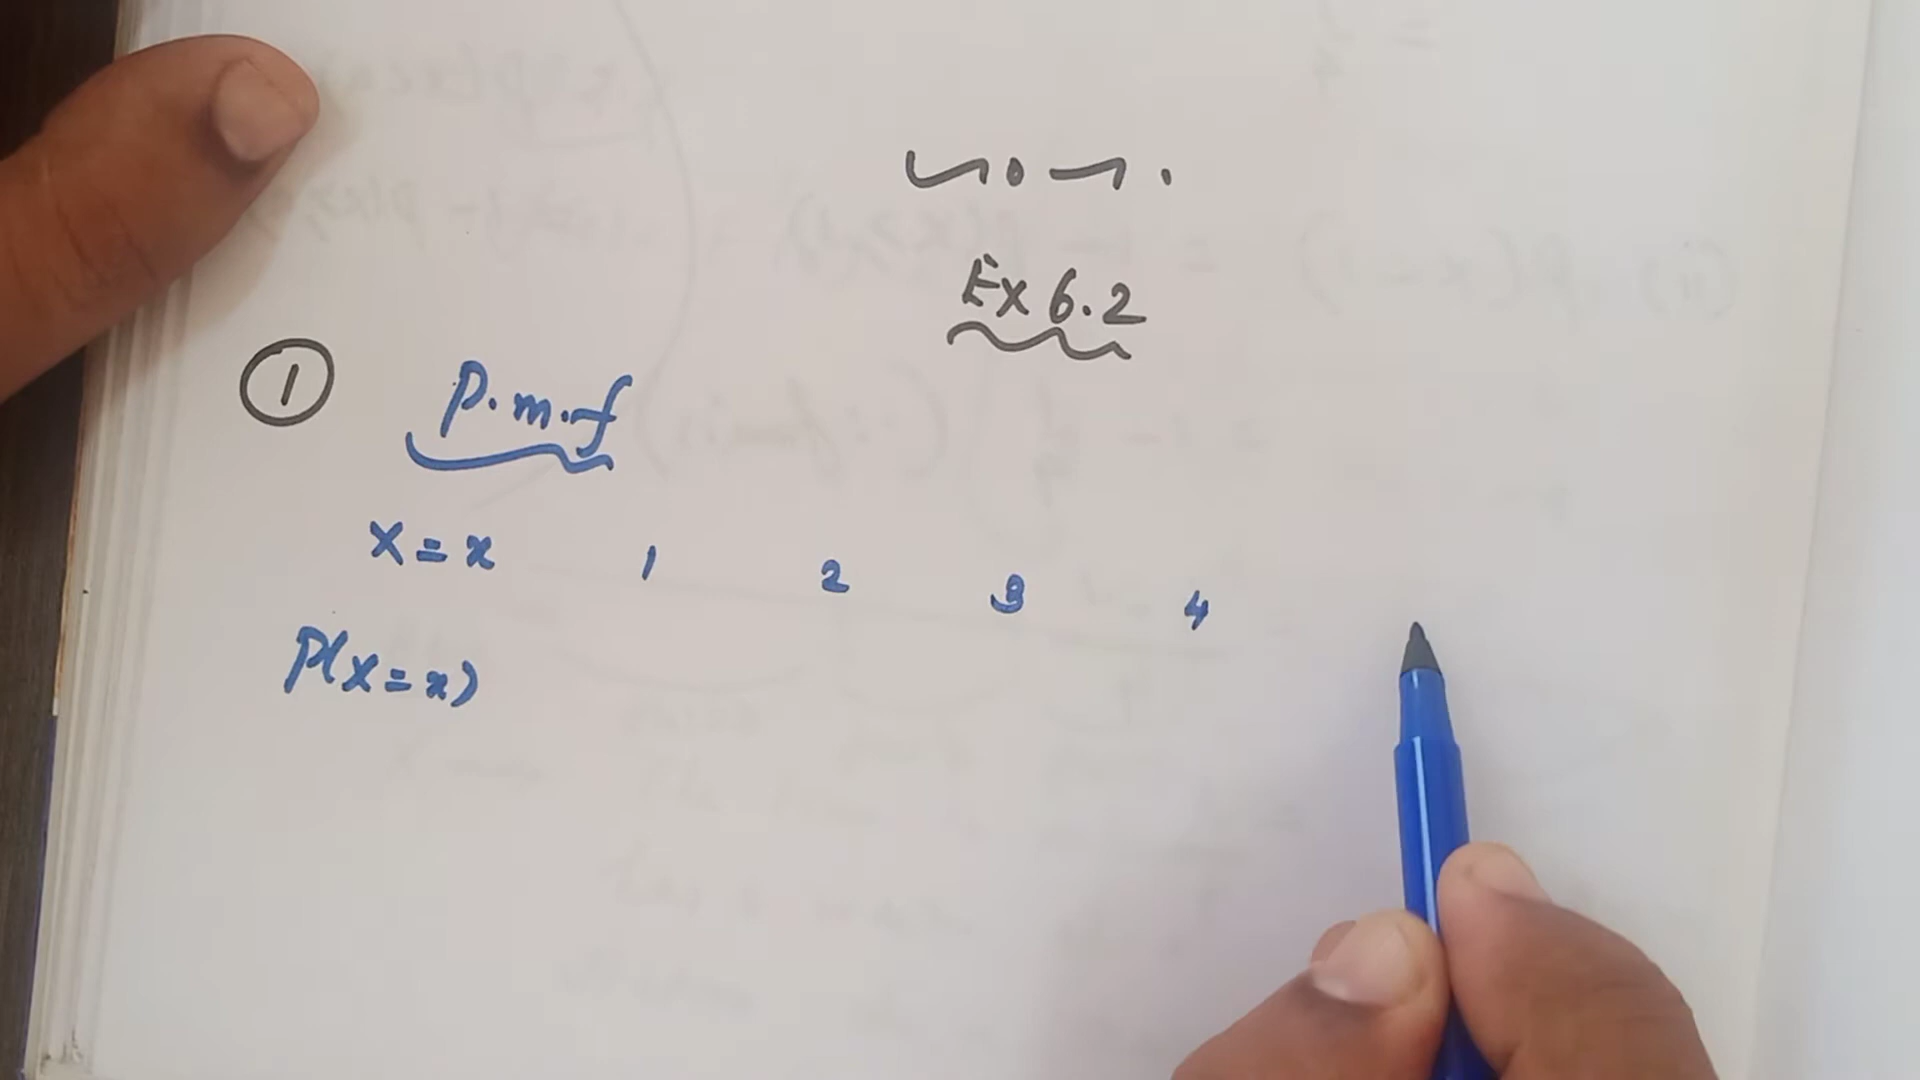 Ex 6.2
1 p.m.f
X = x 1 2 3 4
P(X = x)